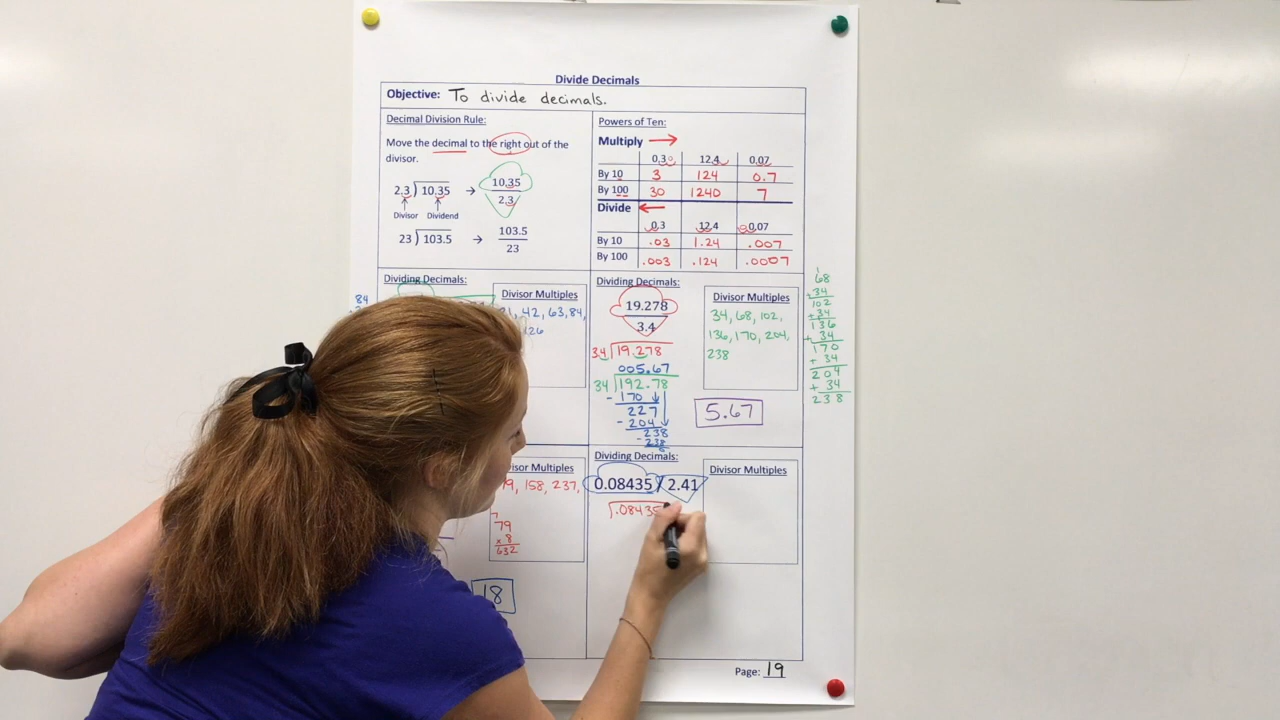 Divide Decimals
Objective: To divide decimals.
Decimal Division Rule:
Move the decimal to the right out of the
divisor.
2.3 10.35 → 10.35
2.3
Divisor Dividend
23 103.5 → 103.5
23
Powers of Ten:
Multiply →
0.3 12.4 0.07
By 10 3 124 0.7
By 100 30 1240 7
Divide ←
0.3 12.4 0.07
By 10 .03 1.24 .007
By 100 .003 .124 .0007
Dividing Decimals:
84
Divisor Multiples
21, 42, 63, 84,
126
Dividing Decimals:
19.278
3.4
34 19.278
005.67
34 192.78
- 170
227
- 204
238
- 238
0
Divisor Multiples
34, 68, 102,
136, 170, 204,
238
5.67
1
68
+ 34
102
+ 34
136
+ 34
170
+ 34
204
+ 34
238
Divisor Multiples
79, 158, 237,
7
79
x 8
632
18
Dividing Decimals:
0.08435 / 2.41
.08435
Divisor Multiples
Page: 19